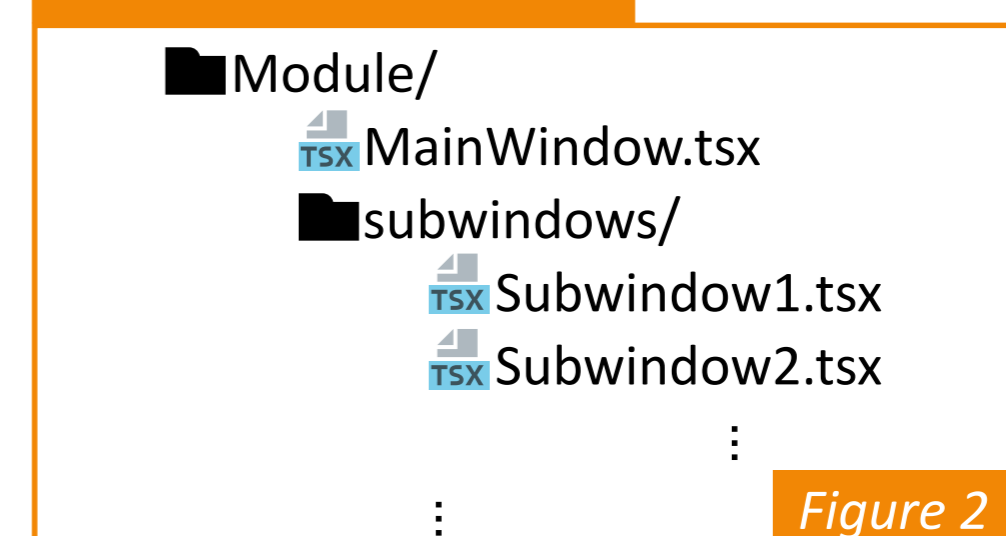 Module/
TSX MainWindow.tsx
subwindows/
TSX Subwindow1.tsx
TSX Subwindow2.tsx
⋮
⋮
Figure 2